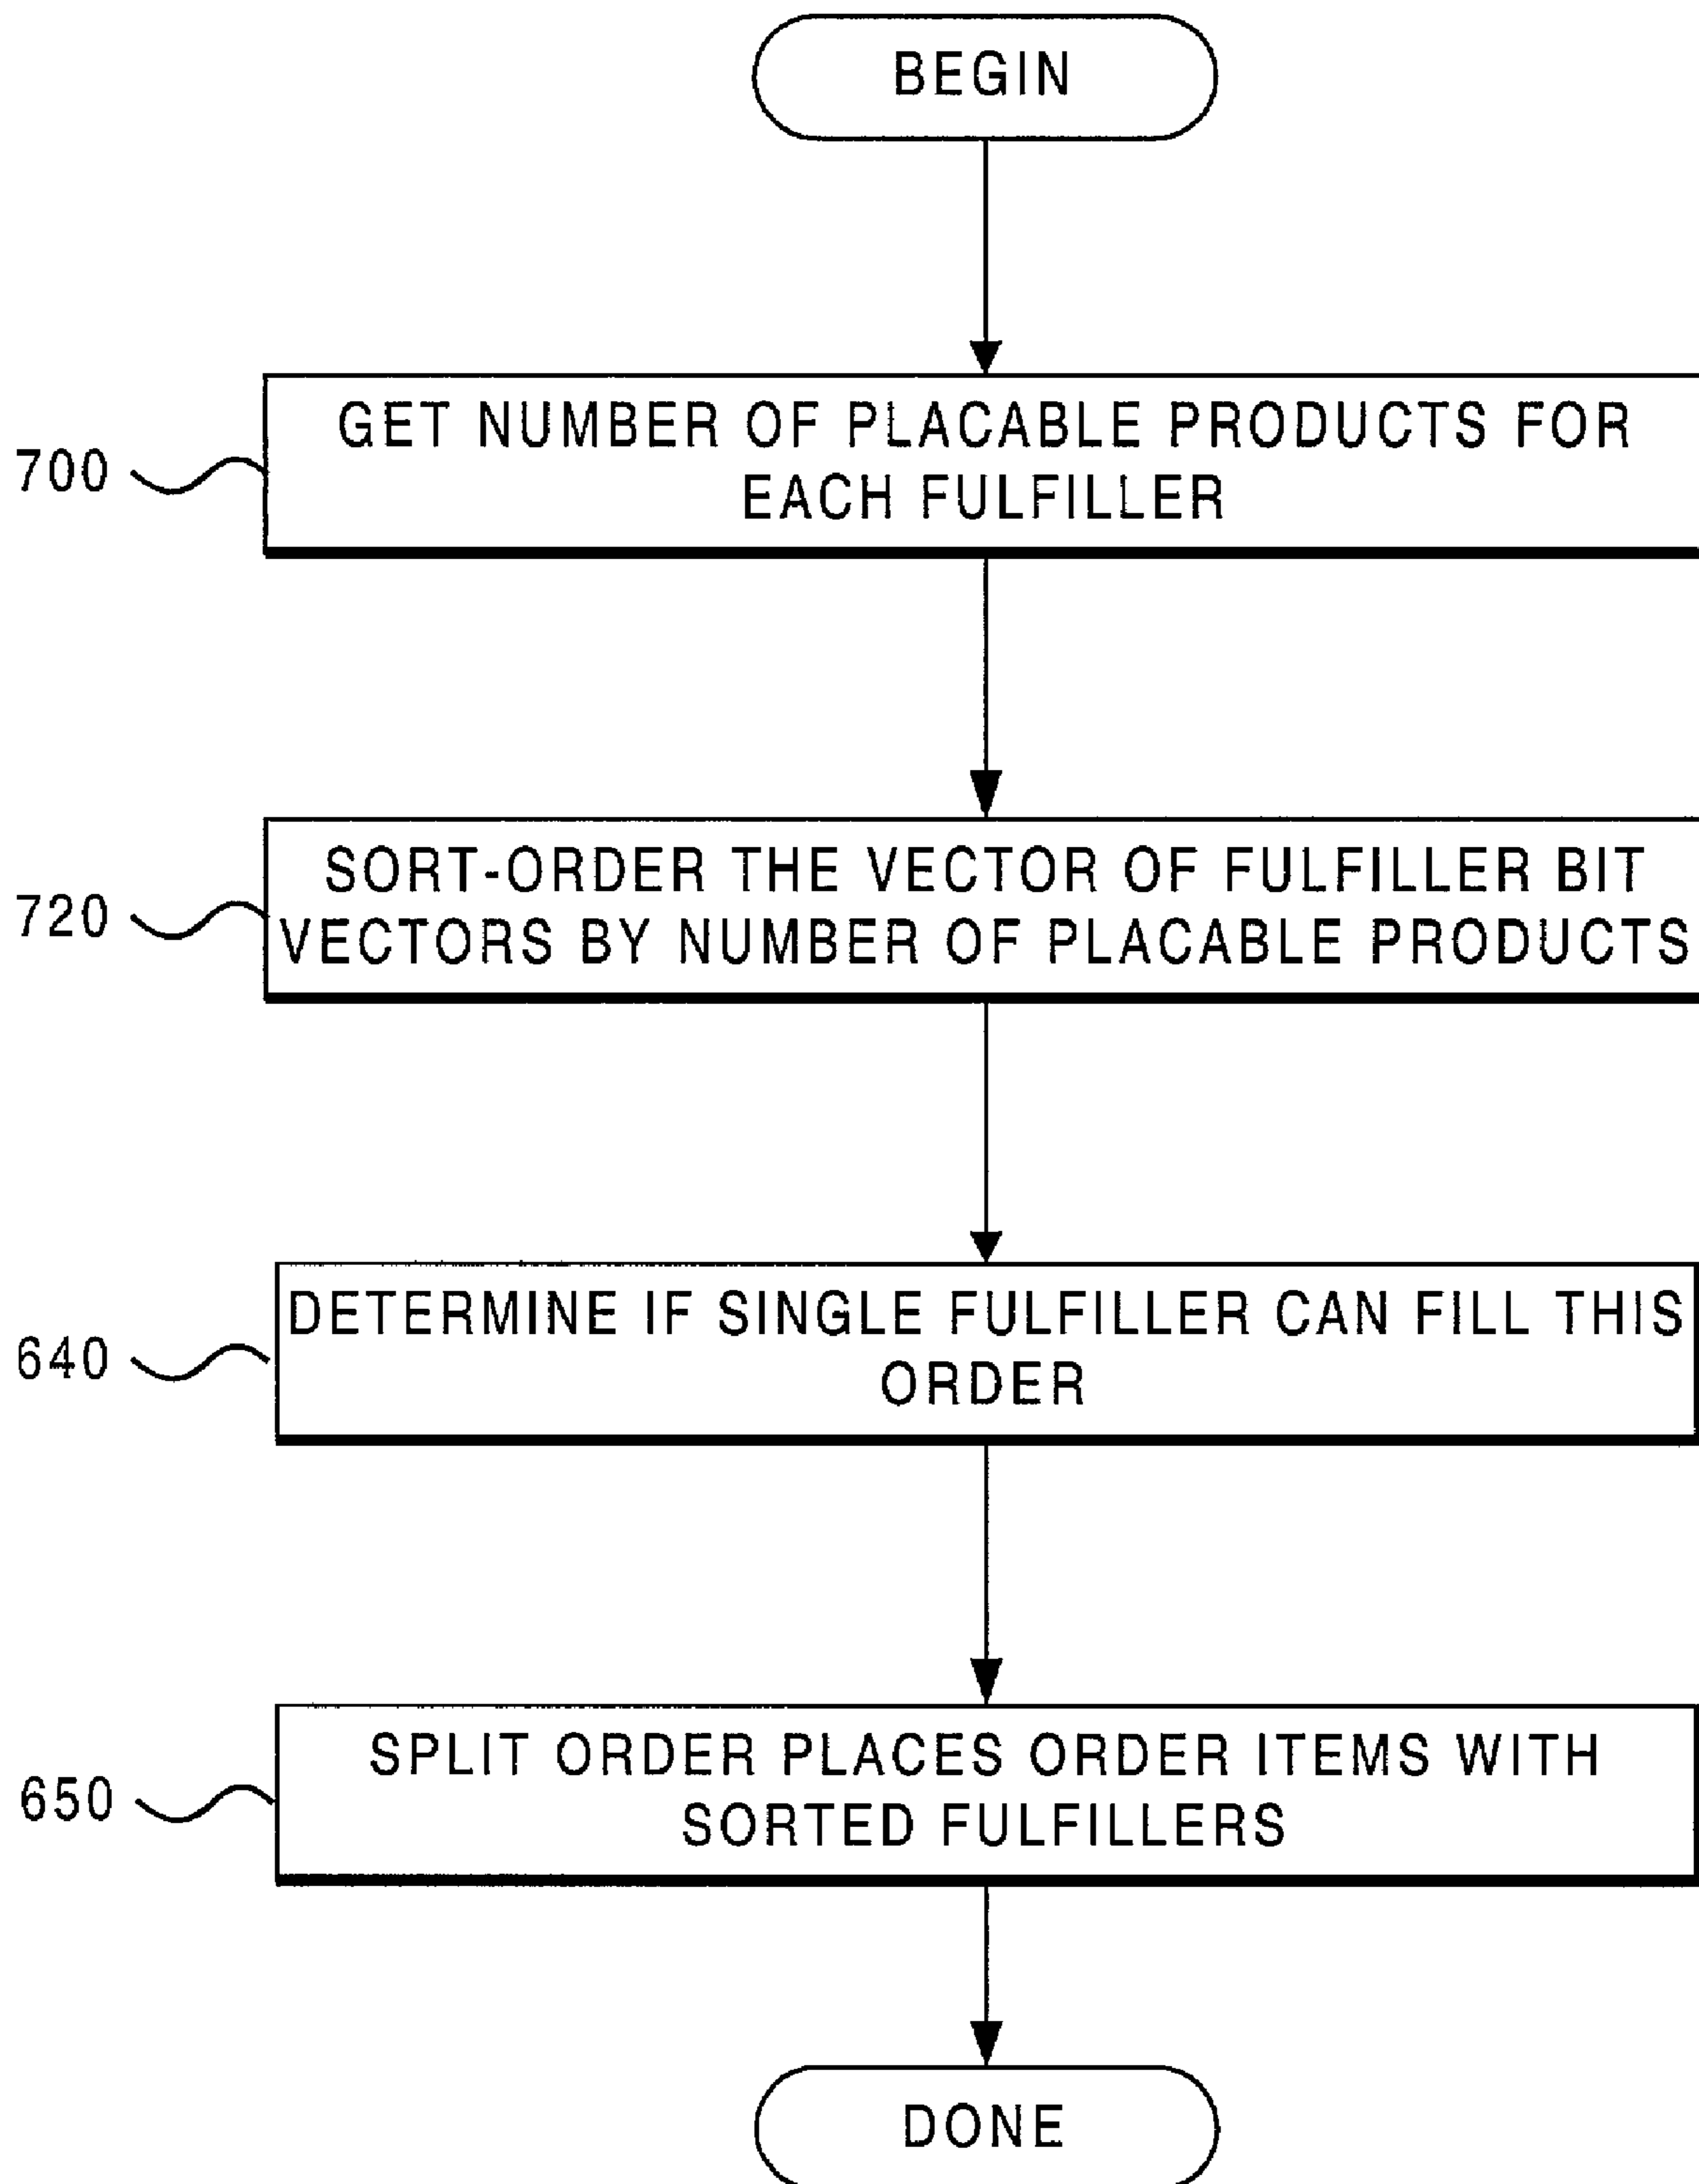 BEGIN
700
GET NUMBER OF PLACABLE PRODUCTS FOR
EACH FULFILLER
720
SORT-ORDER THE VECTOR OF FULFILLER BIT
VECTORS BY NUMBER OF PLACABLE PRODUCTS
640
DETERMINE IF SINGLE FULFILLER CAN FILL THIS
ORDER
650
SPLIT ORDER PLACES ORDER ITEMS WITH
SORTED FULFILLERS
DONE